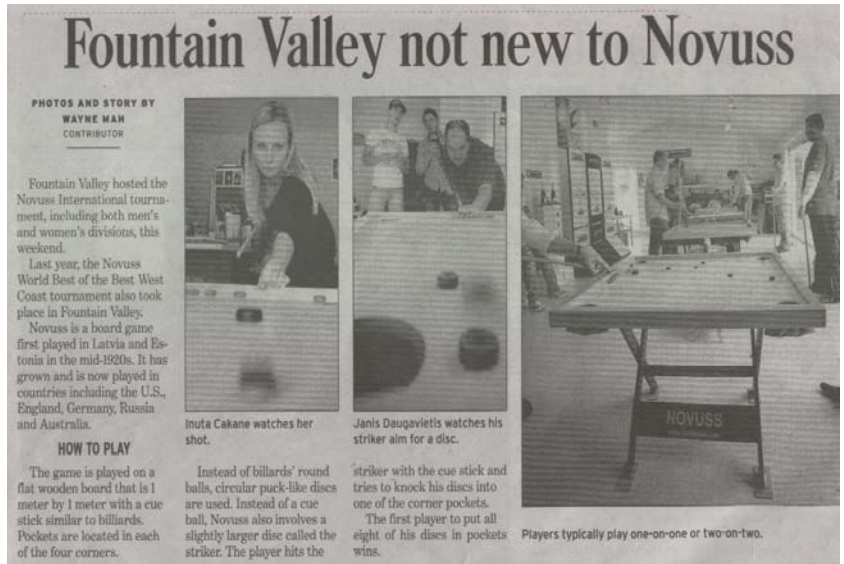 Fountain Valley not new to Novuss
PHOTOS AND STORY BY
WAYNE MAH
CONTRIBUTOR
Fountain Valley hosted the
Novuss International tourna-
ment, including both men's
and women's divisions, this
weekend.
Last year, the Novuss
World Best of the Best West
Coast tournament also took
place in Fountain Valley.
Novuss is a board game
first played in Latvia and Es-
tonia in the mid-1920s. It has
grown and is now played in
countries including the U.S.,
England, Germany, Russia
and Australia.
HOW TO PLAY
The game is played on a
flat wooden board that is 1
meter by 1 meter with a cue
stick similar to billiards.
Pockets are located in each
of the four corners.
Inuta Cakane watches her
shot.
Instead of billards' round
balls, circular puck-like discs
are used. Instead of a cue
ball, Novuss also involves a
slightly larger disc called the
striker. The player hits the
Janis Daugavietis watches his
striker aim for a disc.
striker with the cue stick and
tries to knock his discs into
one of the corner pockets.
The first player to put all
eight of his discs in pockets
wins.
NOVUSS
Players typically play one-on-one or two-on-two.